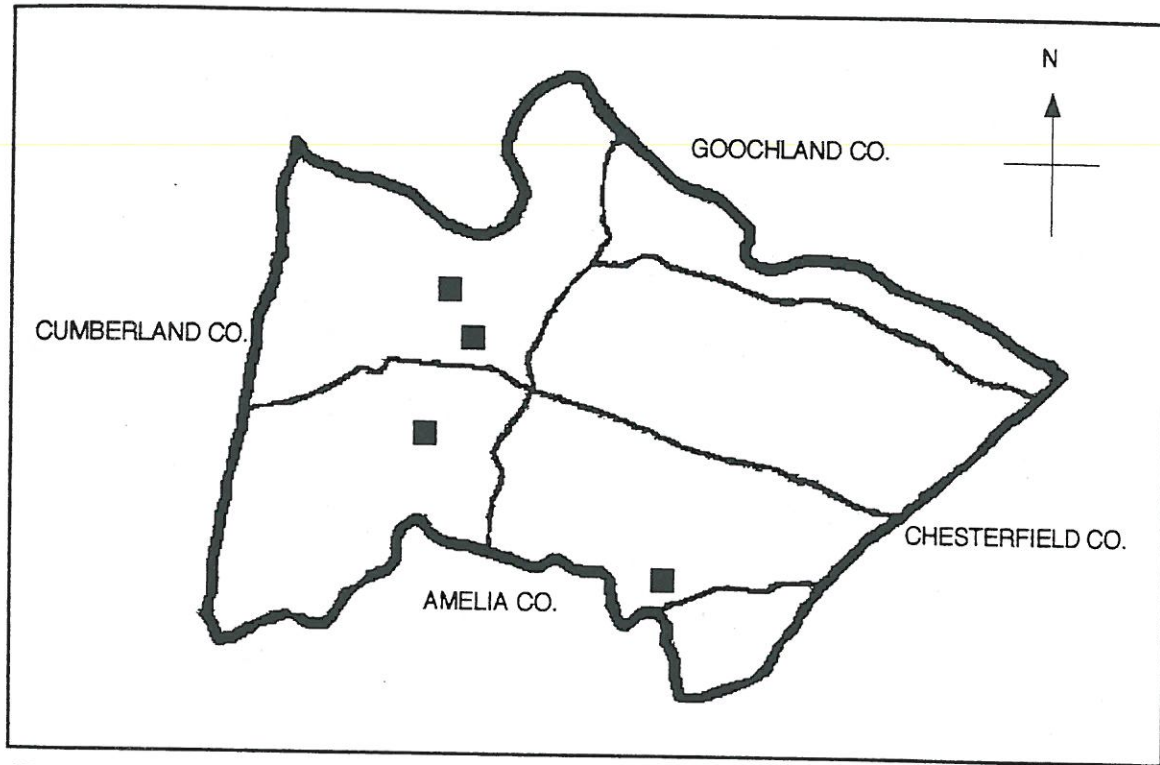 N
GOOCHLAND CO.
CUMBERLAND CO.
CHESTERFIELD CO.
AMELIA CO.